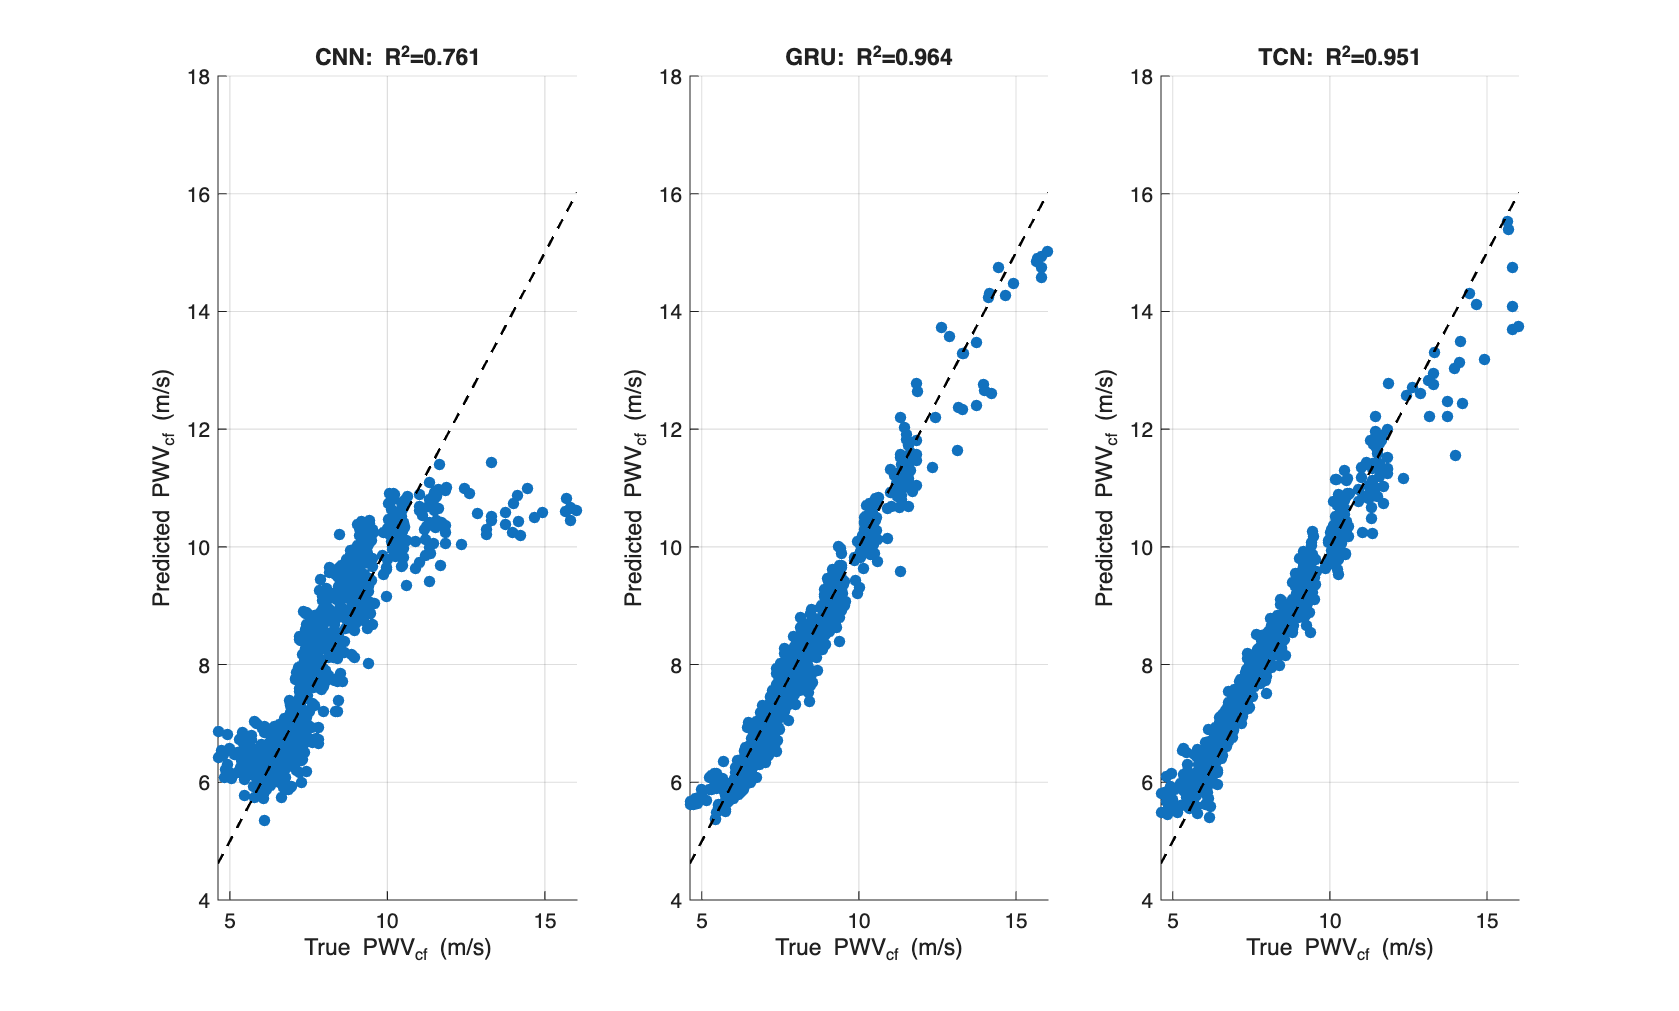 CNN: R²=0.761
18
16
14
12
10
8
6
4
5 10 15
True PWVcf (m/s)
Predicted PWVcf (m/s)
GRU: R²=0.964
18
16
14
12
10
8
6
4
5 10 15
True PWVcf (m/s)
Predicted PWVcf (m/s)
TCN: R²=0.951
18
16
14
12
10
8
6
4
5 10 15
True PWVcf (m/s)
Predicted PWVcf (m/s)